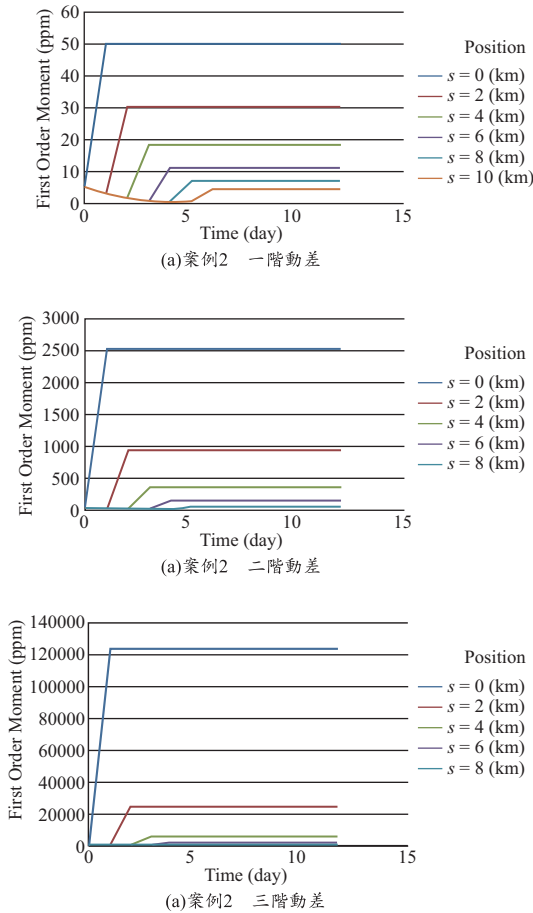 First Order Moment (ppm)
60
50
40
30
20
10
0
0
5
10
15
Time (day)
Position
s = 0 (km)
s = 2 (km)
s = 4 (km)
s = 6 (km)
s = 8 (km)
s = 10 (km)
(a)案例2 一階動差
First Order Moment (ppm)
3000
2500
2000
1500
1000
500
0
0
5
10
15
Time (day)
Position
s = 0 (km)
s = 2 (km)
s = 4 (km)
s = 6 (km)
s = 8 (km)
(a)案例2 二階動差
First Order Moment (ppm)
140000
120000
100000
80000
60000
40000
20000
0
0
5
10
15
Time (day)
Position
s = 0 (km)
s = 2 (km)
s = 4 (km)
s = 6 (km)
s = 8 (km)
(a)案例2 三階動差